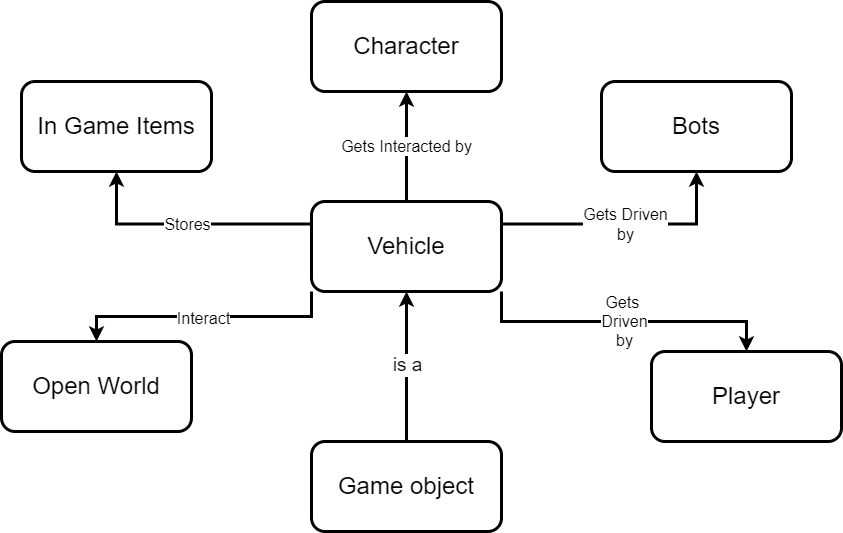 Character
In Game Items
Bots
Gets Interacted by
Stores
Gets Driven
by
Vehicle
Interact
Gets
Driven
by
Open World
is a
Player
Game object